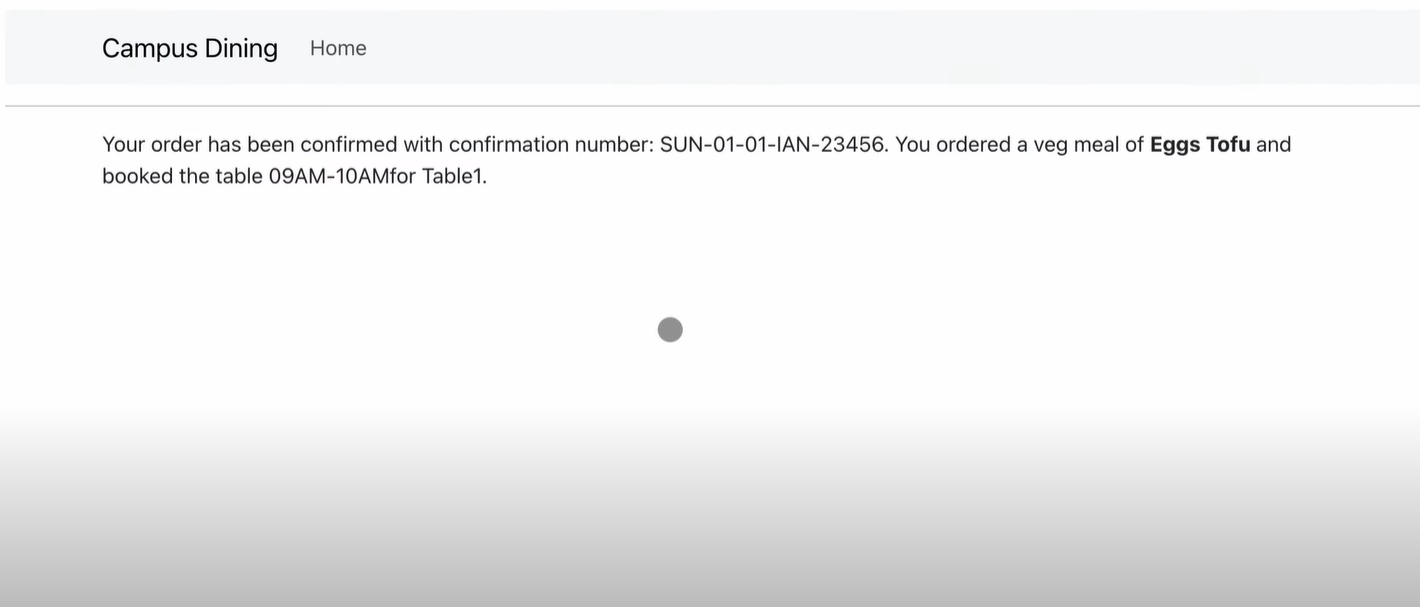 Campus Dining Home
Your order has been confirmed with confirmation number: SUN-01-01-IAN-23456. You ordered a veg meal of Eggs Tofu and
booked the table 09AM-10AMfor Table1.